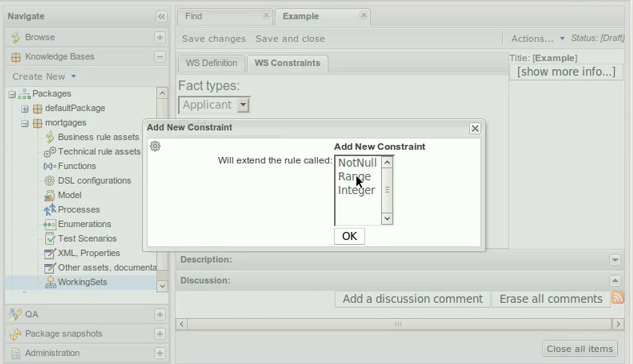 Navigate
Browse
Knowledge Bases
Create New
Packages
defaultPackage
mortgages
Business rule assets
Technical rule assets
Functions
DSL configurations
Model
Processes
Enumerations
Test Scenarios
XML, Properties
Other assets, documenta
WorkingSets
QA
Package snapshots
Administration
Find
Example
Save changes
Save and close
Actions...
Status: [Draft]
WS Definition
WS Constraints
Title: [Example]
[show more info...]
Fact types:
Applicant
Add New Constraint
Add New Constraint
Will extend the rule called:
NotNull
Range
Integer
OK
Description:
Discussion:
Add a discussion comment
Erase all comments
Close all items